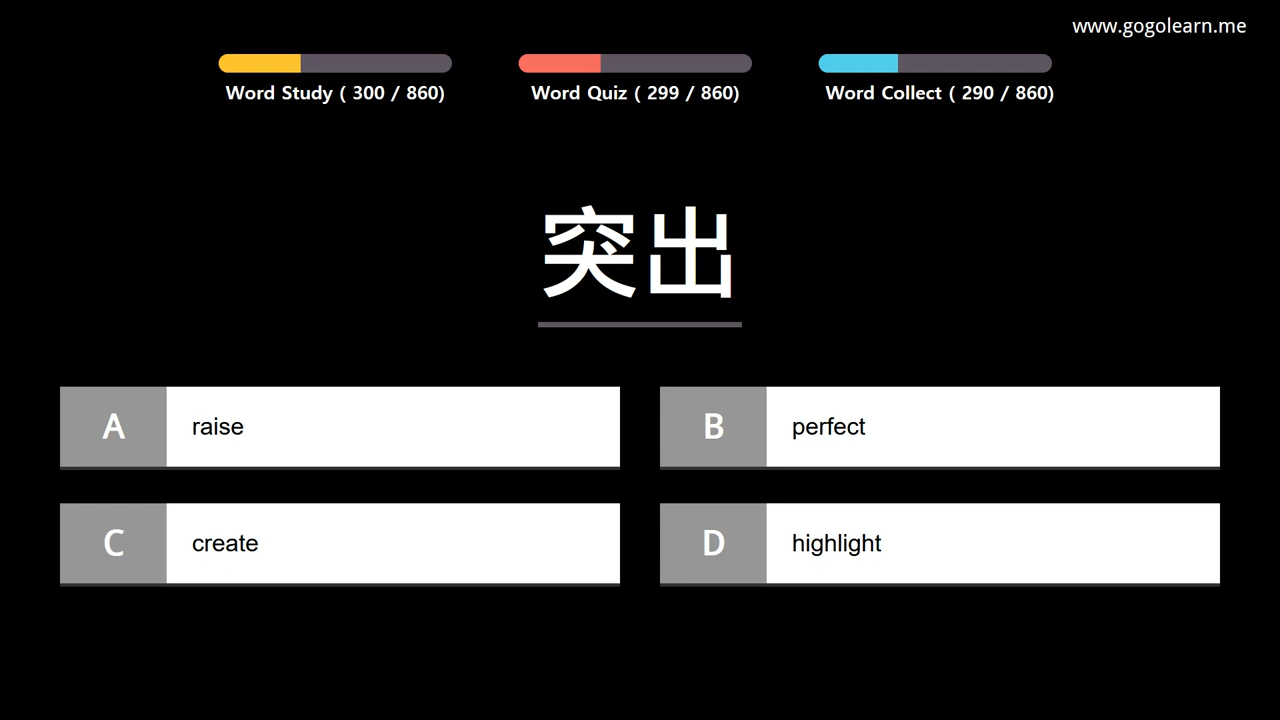 www.gogolearn.me
Word Study ( 300 / 860)
Word Quiz ( 299 / 860)
Word Collect ( 290 / 860)
突出
A raise
B perfect
C create
D highlight